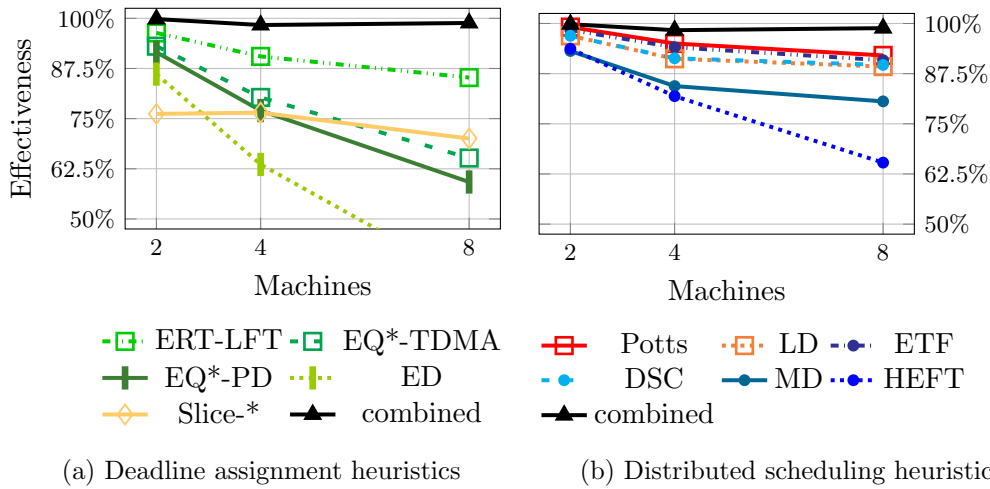 Effectiveness
100%
87.5%
75%
62.5%
50%
2
4
8
Machines
ERT-LFT
EQ*-TDMA
EQ*-PD
ED
Slice-*
combined
(a) Deadline assignment heuristics
100%
87.5%
75%
62.5%
50%
2
4
8
Machines
Potts
LD
ETF
DSC
MD
HEFT
combined
(b) Distributed scheduling heuristic